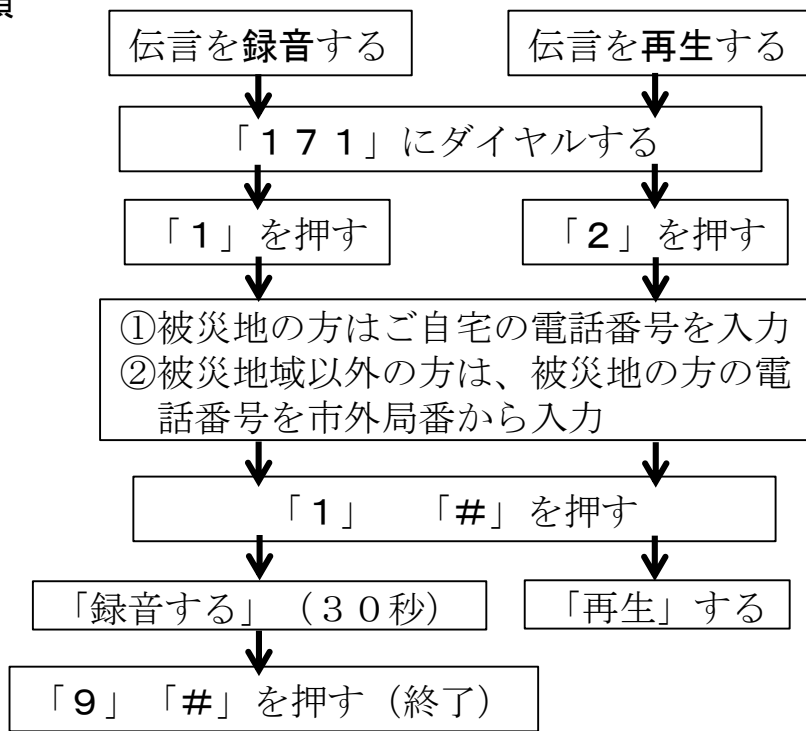 伝言を録音する
伝言を再生する
「１７１」にダイヤルする
「１」を押す
「２」を押す
①被災地の方はご自宅の電話番号を入力
②被災地域以外の方は、被災地の方の電
話番号を市外局番から入力
「１」　「＃」を押す
「録音する」（３０秒）
「再生」する
「９」「＃」を押す（終了）